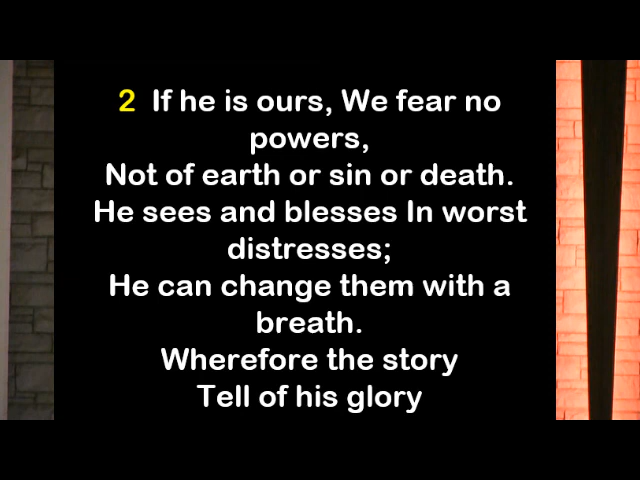 2 If he is ours, We fear no
powers,
Not of earth or sin or death.
He sees and blesses In worst
distresses;
He can change them with a
breath.
Wherefore the story
Tell of his glory